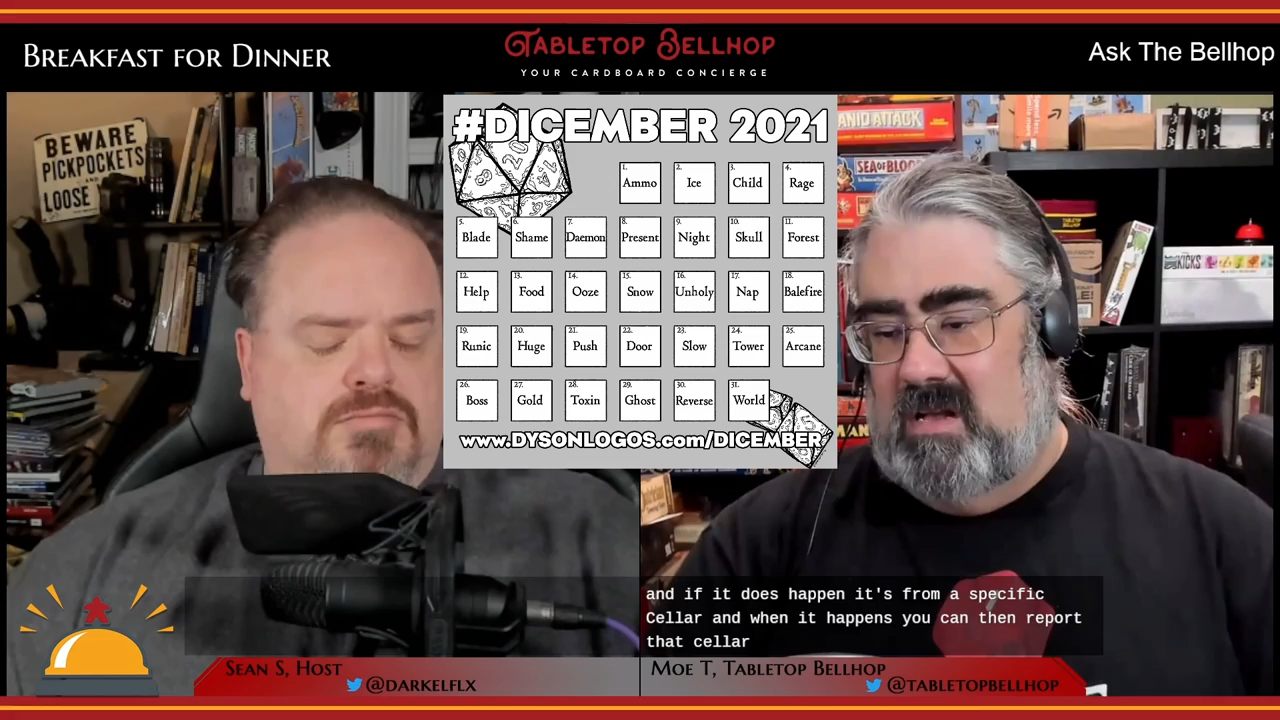 Breakfast for Dinner
Tabletop Bellhop
YOUR CARDBOARD CONCIERGE
Ask The Bellhop
BEWARE
PICKPOCKETS
AND
LOOSE
#DICEMBER 2021
1. Ammo
2. Ice
3. Child
4. Rage
5. Blade
6. Shame
7. Daemon
8. Present
9. Night
10. Skull
11. Forest
12. Help
13. Food
14. Ooze
15. Snow
16. Unholy
17. Nap
18. Balefire
19. Runic
20. Huge
21. Push
22. Door
23. Slow
24. Tower
25. Arcane
26. Boss
27. Gold
28. Toxin
29. Ghost
30. Reverse
31. World
www.DYSONLOGOS.com/DICEMBER
ATTACK
SEA OF BLOOD
KICKS
and if it does happen it's from a specific
Cellar and when it happens you can then report
that cellar
Sean S, Host
@DARKELFLX
Moe T, Tabletop Bellhop
@TABLETOPBELLHOP